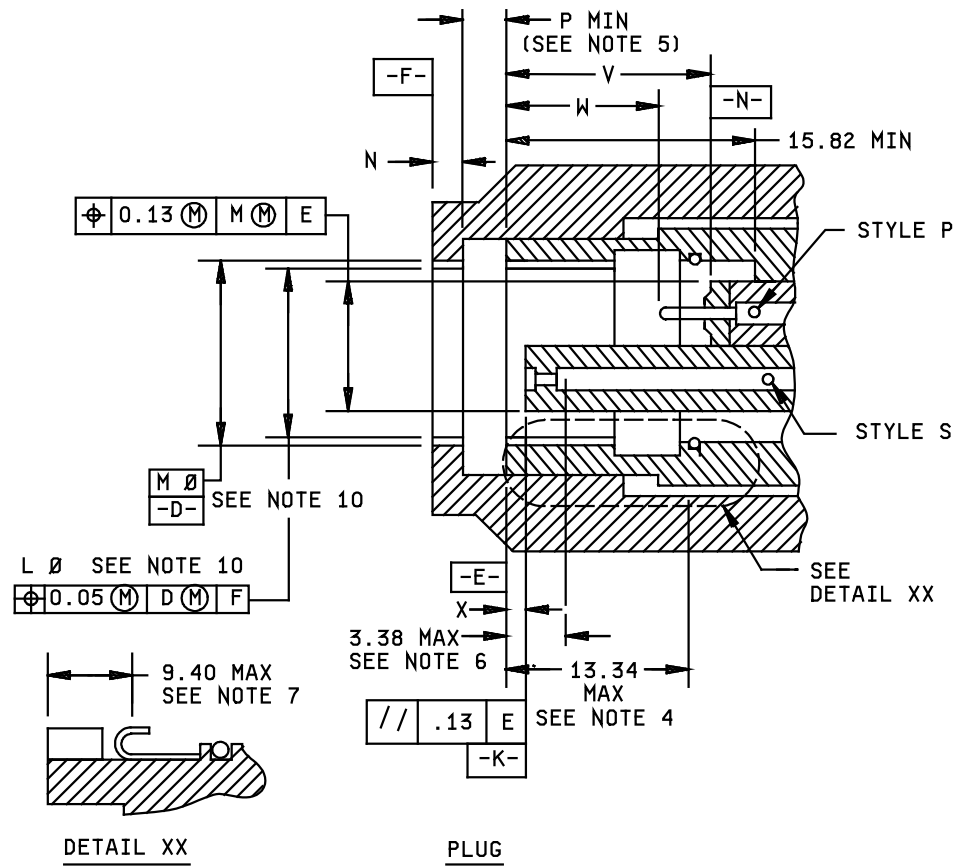 P MIN
(SEE NOTE 5)
-F-
V
-N-
W
15.82 MIN
N
⌖ 0.13 Ⓜ M Ⓜ E
STYLE P
STYLE S
M Ø
-D-
SEE NOTE 10
L Ø SEE NOTE 10
⌖ 0.05 Ⓜ D Ⓜ F
-E-
SEE
DETAIL XX
X
3.38 MAX
SEE NOTE 6
13.34
MAX
SEE NOTE 4
9.40 MAX
SEE NOTE 7
// .13 E
-K-
DETAIL XX
PLUG